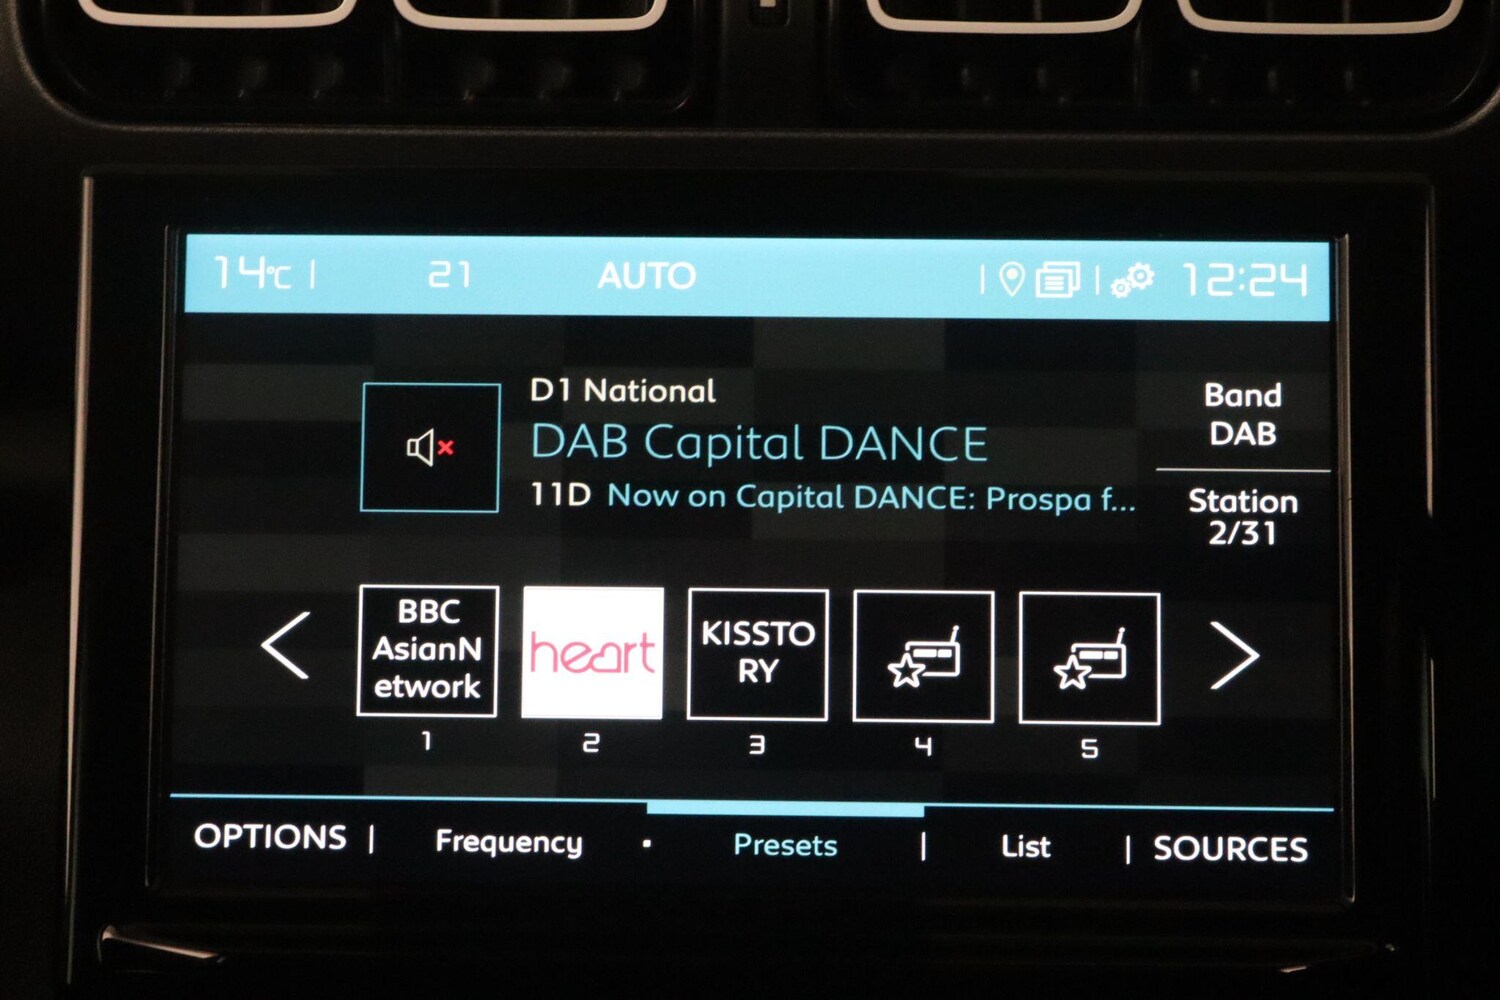 14°C | 21 AUTO | | 12:24
D1 National
DAB Capital DANCE
11D Now on Capital DANCE: Prospa f...
Band
DAB
Station
2/31
BBC
AsianN
etwork
heart
KISSTO
RY
1 2 3 4 5
OPTIONS | Frequency · Presets | List | SOURCES